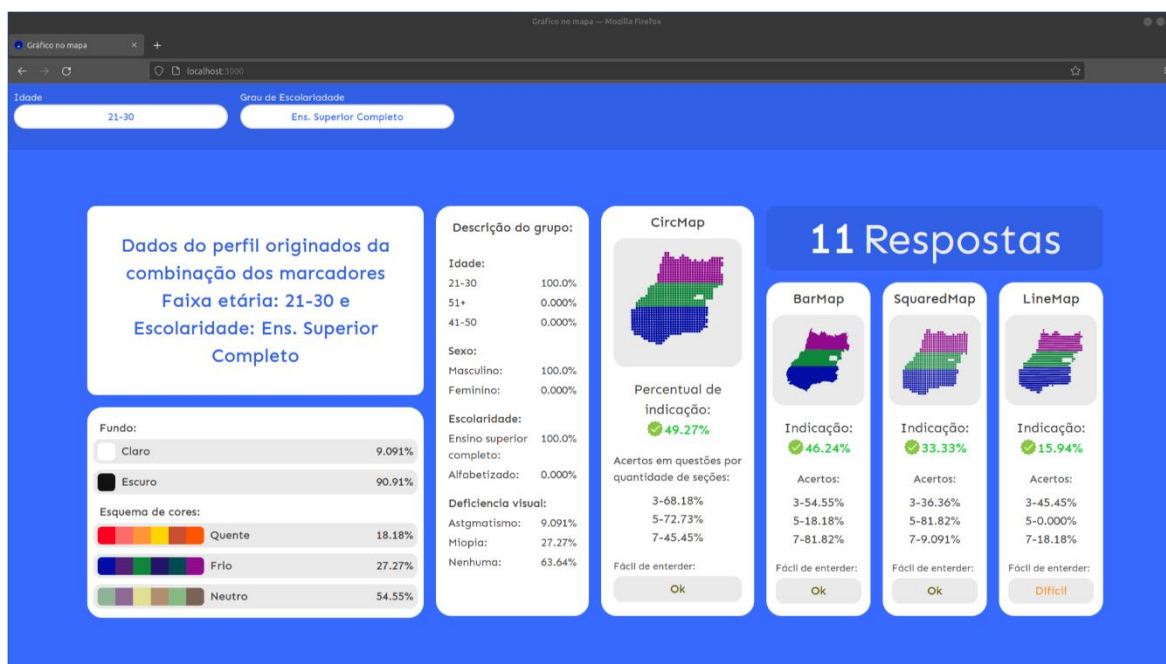 Gráfico no mapa — Mozilla Firefox
Gráfico no mapa
localhost:3000
Idade
Grau de Escolariadade
21-30
Ens. Superior Completo
Dados do perfil originados da
combinação dos marcadores
Faixa etária: 21-30 e
Escolaridade: Ens. Superior
Completo
Fundo:
Claro 9.091%
Escuro 90.91%
Esquema de cores:
Quente 18.18%
Frio 27.27%
Neutro 54.55%
Descrição do grupo:
Idade:
21-30 100.0%
51+ 0.000%
41-50 0.000%
Sexo:
Masculino: 100.0%
Feminino: 0.000%
Escolaridade:
Ensino superior 100.0%
completo:
Alfabetizado: 0.000%
Deficiencia visual:
Astgmatismo: 9.091%
Miopia: 27.27%
Nenhuma: 63.64%
CircMap
Percentual de
indicação:
49.27%
Acertos em questões por
quantidade de seções:
3-68.18%
5-72.73%
7-45.45%
Fácil de enterder:
Ok
11 Respostas
BarMap
Indicação:
46.24%
Acertos:
3-54.55%
5-18.18%
7-81.82%
Fácil de enterder:
Ok
SquaredMap
Indicação:
33.33%
Acertos:
3-36.36%
5-81.82%
7-9.091%
Fácil de enterder:
Ok
LineMap
Indicação:
15.94%
Acertos:
3-45.45%
5-0.000%
7-18.18%
Fácil de enterder:
Difícil